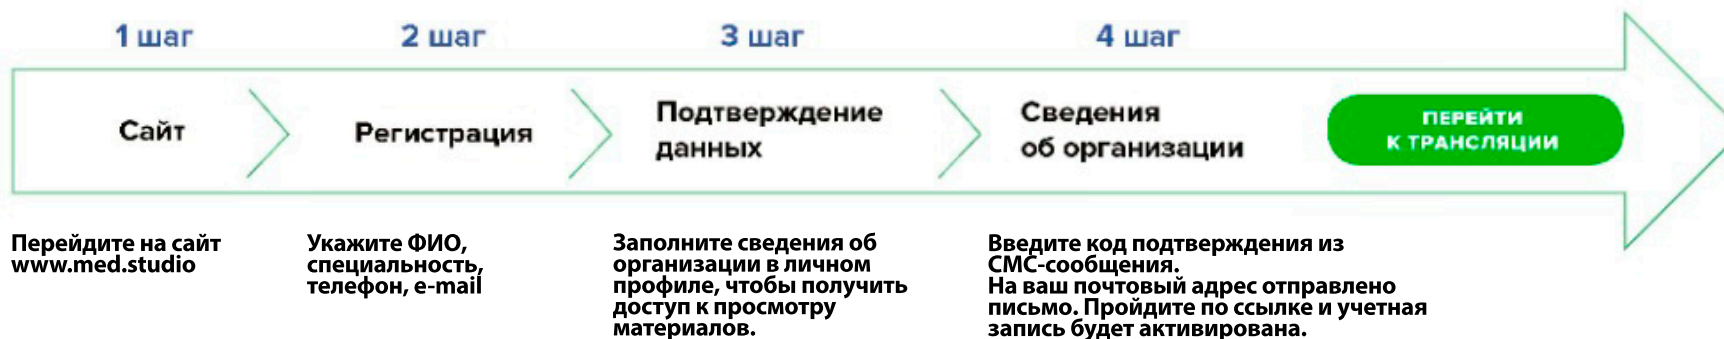 1 шаг
2 шаг
3 шаг
4 шаг
Сайт
Регистрация
Подтверждение
данных
Сведения
об организации
ПЕРЕЙТИ
К ТРАНСЛЯЦИИ
Перейдите на сайт
www.med.studio
Укажите ФИО,
специальность,
телефон, e-mail
Заполните сведения об
организации в личном
профиле, чтобы получить
доступ к просмотру
материалов.
Введите код подтверждения из
СМС-сообщения.
На ваш почтовый адрес отправлено
письмо. Пройдите по ссылке и учетная
запись будет активирована.